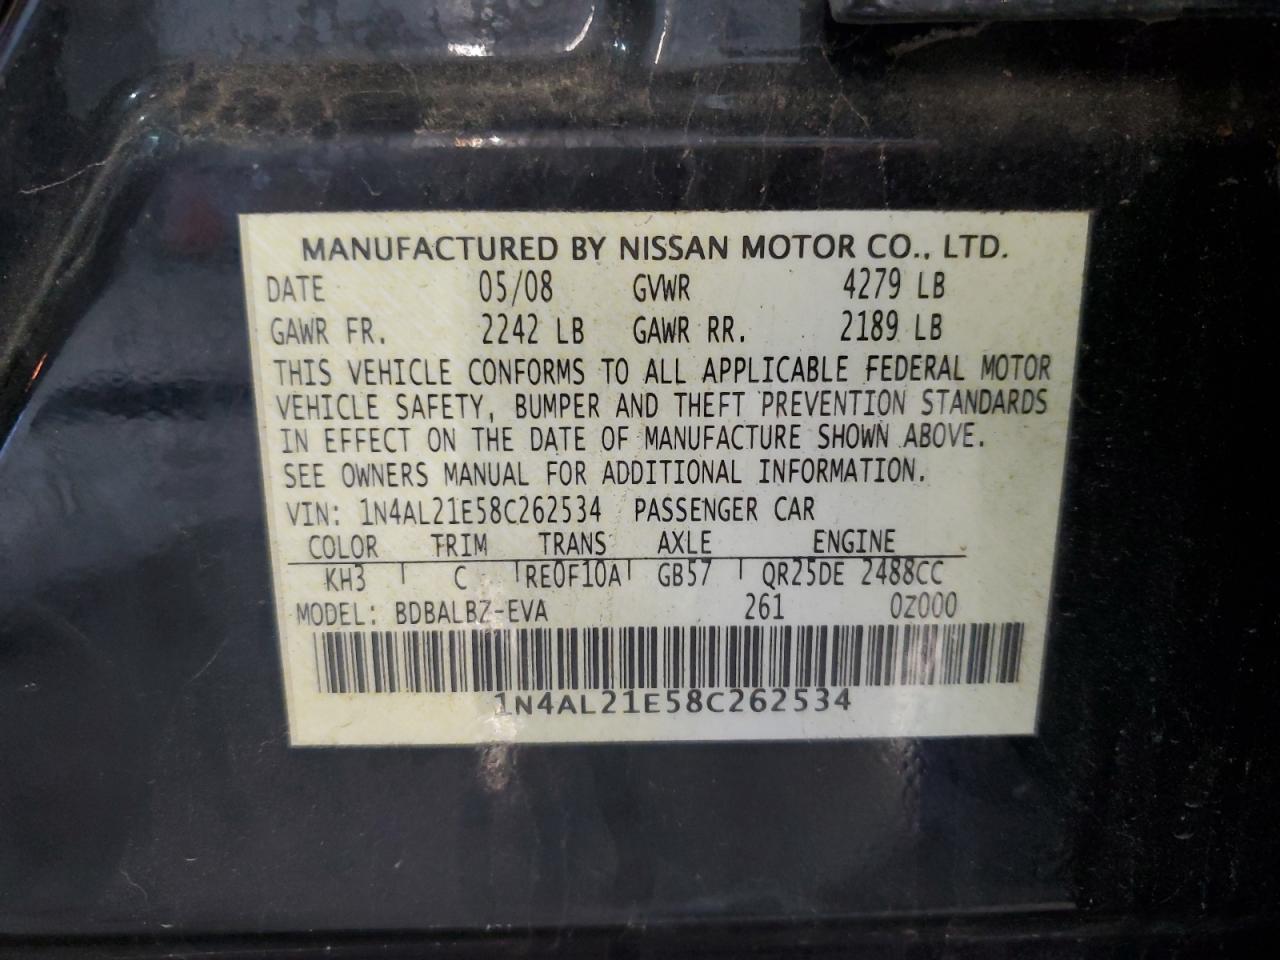 MANUFACTURED BY NISSAN MOTOR CO., LTD.
DATE 05/08 GVWR 4279 LB
GAWR FR. 2242 LB GAWR RR. 2189 LB
THIS VEHICLE CONFORMS TO ALL APPLICABLE FEDERAL MOTOR
VEHICLE SAFETY, BUMPER AND THEFT PREVENTION STANDARDS
IN EFFECT ON THE DATE OF MANUFACTURE SHOWN ABOVE.
SEE OWNERS MANUAL FOR ADDITIONAL INFORMATION.
VIN: 1N4AL21E58C262534 PASSENGER CAR
COLOR TRIM TRANS AXLE ENGINE
KH3 C RE0F10A GB57 QR25DE 2488CC
MODEL: BDBALBZ-EVA 261 0Z000
1N4AL21E58C262534